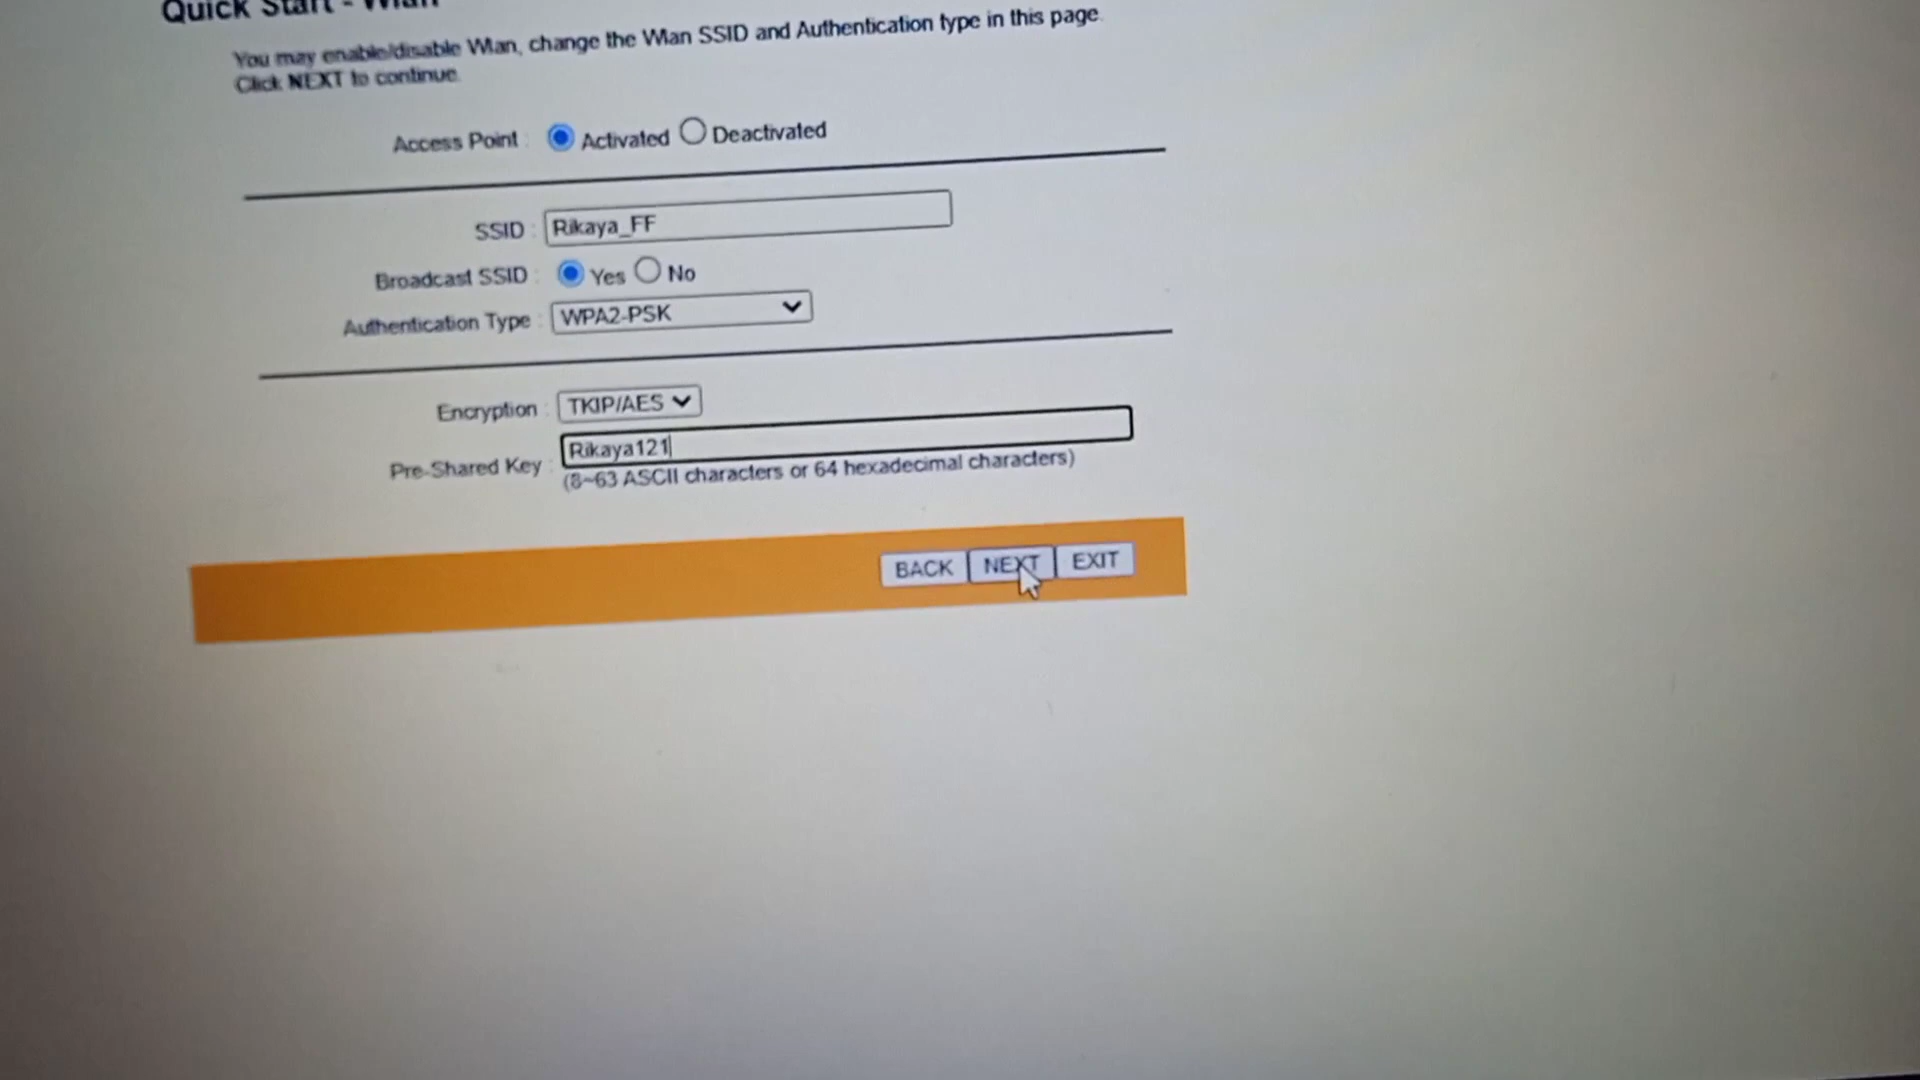 Quick Start - Wlan
You may enable/disable Wlan, change the Wlan SSID and Authentication type in this page.
Click NEXT to continue.
Access Point : Activated Deactivated
SSID : Rikaya_FF
Broadcast SSID : Yes No
Authentication Type : WPA2-PSK
Encryption : TKIP/AES
Pre-Shared Key : Rikaya121
(8~63 ASCII characters or 64 hexadecimal characters)
BACK NEXT EXIT